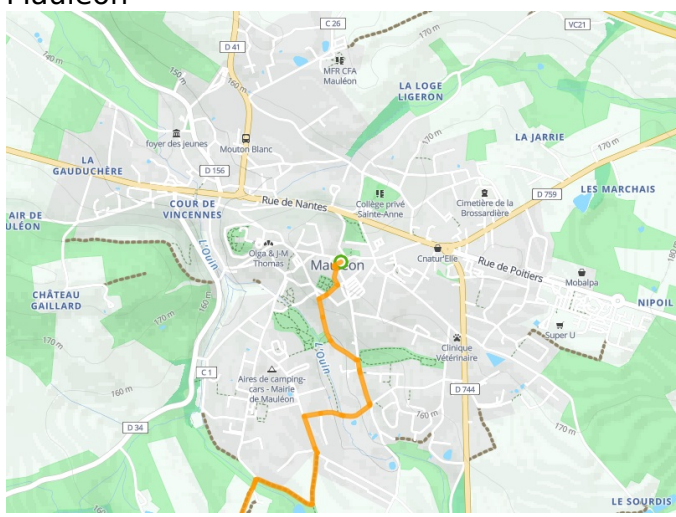 Mauléon
C 26
VC21
170 m
D 41
140 m
150 m
160 m
MFR CFA
Mauléon
LA LOGE
LIGERON
170 m
LA JARRIE
170 m
foyer des jeunes
Mouton Blanc
LA
GAUDUCHÈRE
D 156
COUR DE
VINCENNES
Rue de Nantes
Collège privé
Sainte-Anne
Cimetière de la
Brossardière
D 759
LES MARCHAIS
AIR DE
ULÉON
L'Ouin
Olga & J-M
Thomas
Cnatur'Elle
Rue de Poitiers
Mobalpa
180 m
CHÂTEAU
GAILLARD
160 m
NIPOIL
Super U
170 m
L'Ouin
Clinique
Vétérinaire
C 1
Aires de camping-
cars - Mairie
de Mauléon
D 744
160 m
160 m
D 34
170 m
160 m
LE SOURDIS